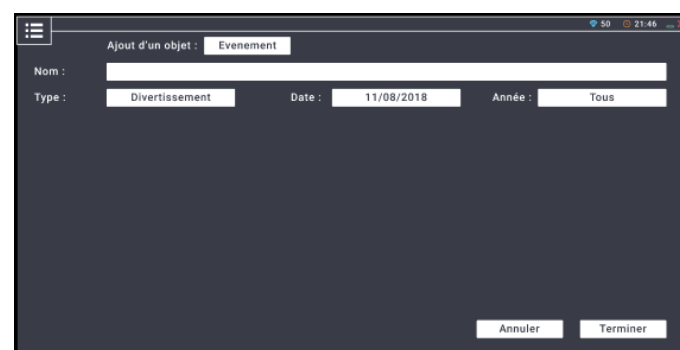 50 21:46
Ajout d'un objet : Evenement
Nom :
Type : Divertissement Date : 11/08/2018 Année : Tous
Annuler Terminer